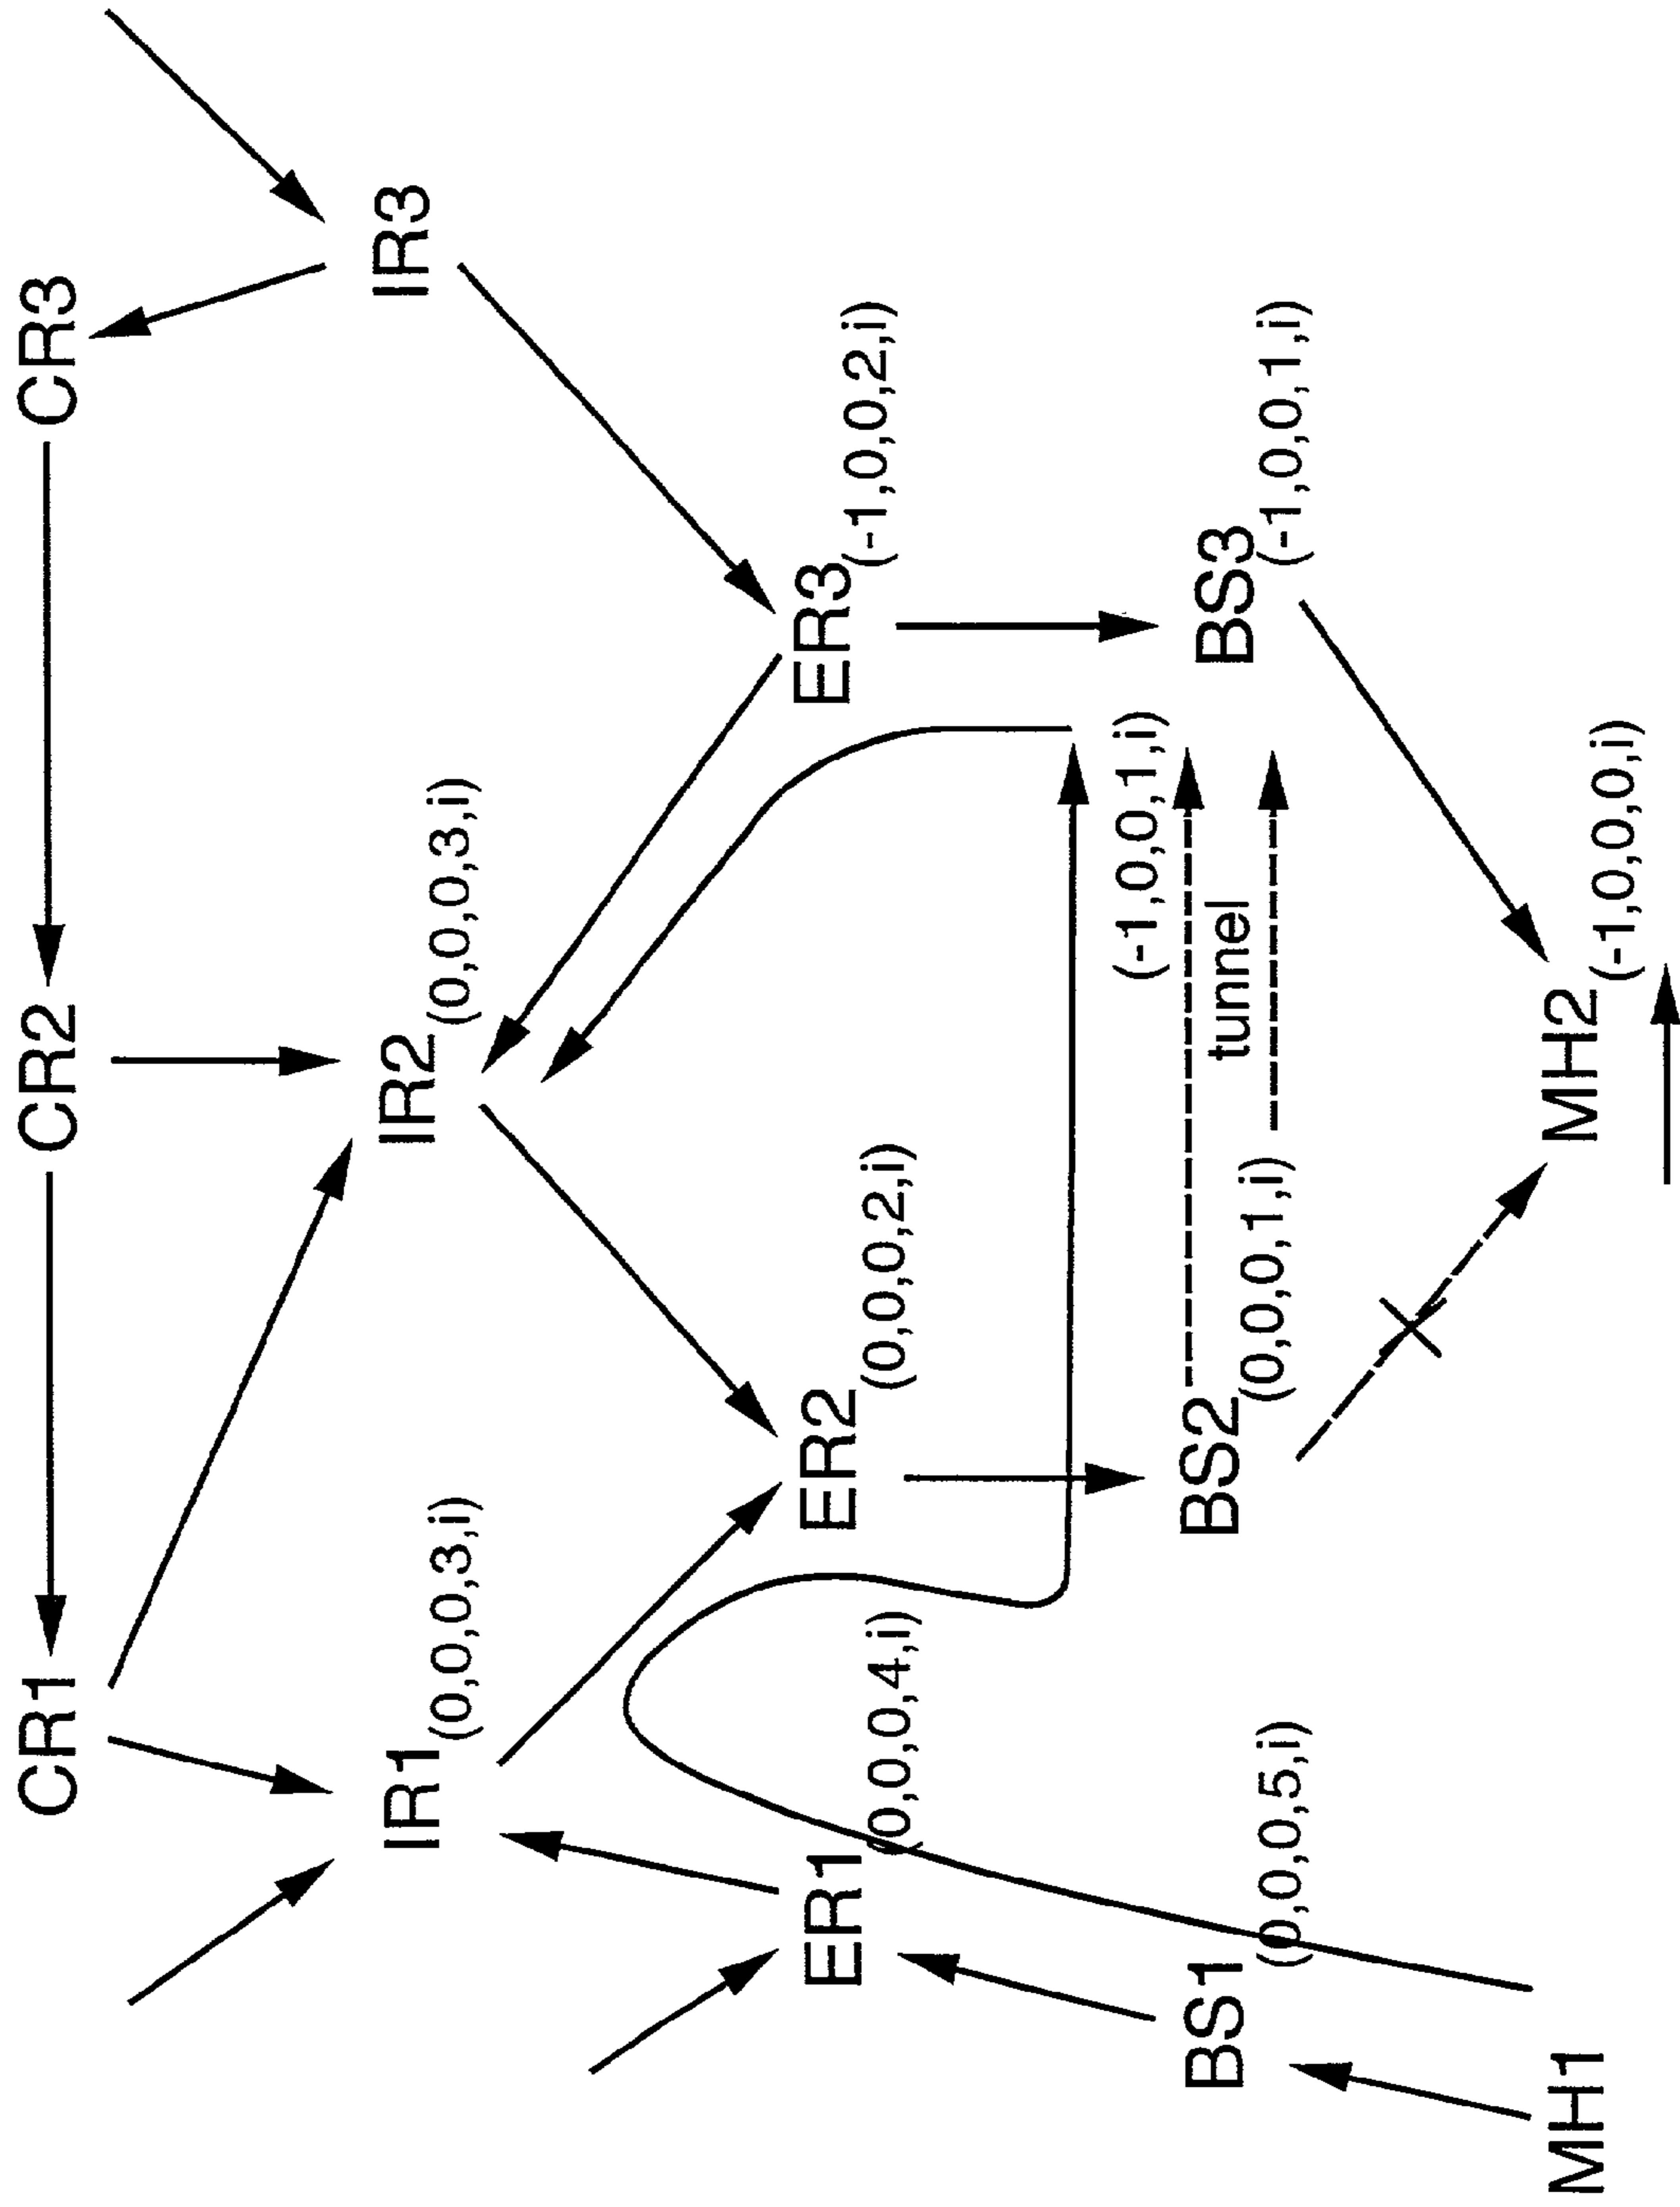 CR1
CR2
CR3
IR1
(0,0,0,3,i)
IR2
(0,0,0,3,i)
IR3
ER1
(0,0,0,4,i)
ER2
(0,0,0,2,i)
ER3
(-1,0,0,2,i)
(-1,0,0,1,i)
BS1
(0,0,0,5,i)
BS2
(0,0,0,1,i)
tunnel
BS3
(-1,0,0,1,i)
MH1
MH2
(-1,0,0,0,i)